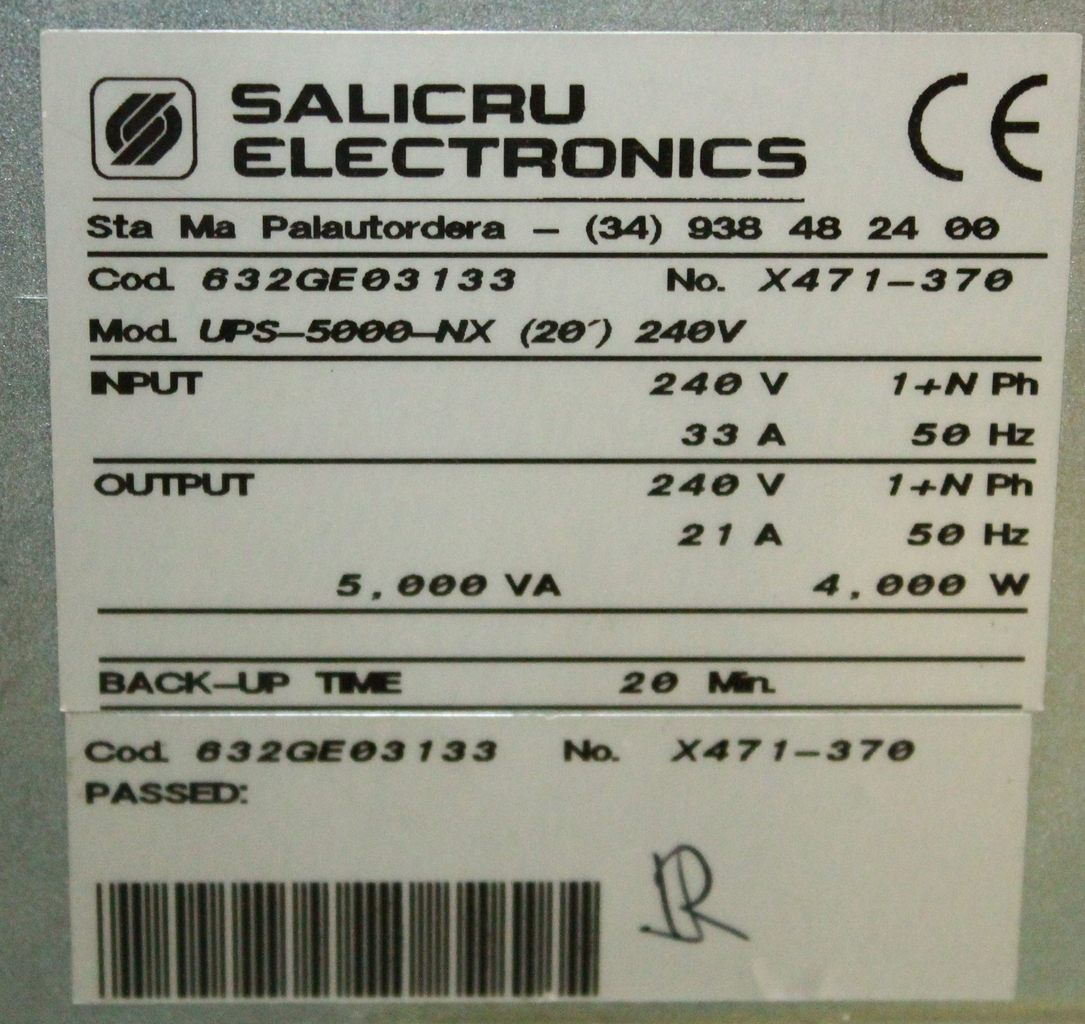 SALICRU
ELECTRONICS
CE
Sta Ma Palautordera - (34) 938 48 24 00
Cod. 632GE03133 No. X471-370
Mod. UPS-5000-NX (20´) 240V
INPUT 240 V 1+N Ph
33 A 50 Hz
OUTPUT 240 V 1+N Ph
21 A 50 Hz
5,000 VA 4,000 W
BACK-UP TIME 20 Min.
Cod. 632GE03133 No. X471-370
PASSED: